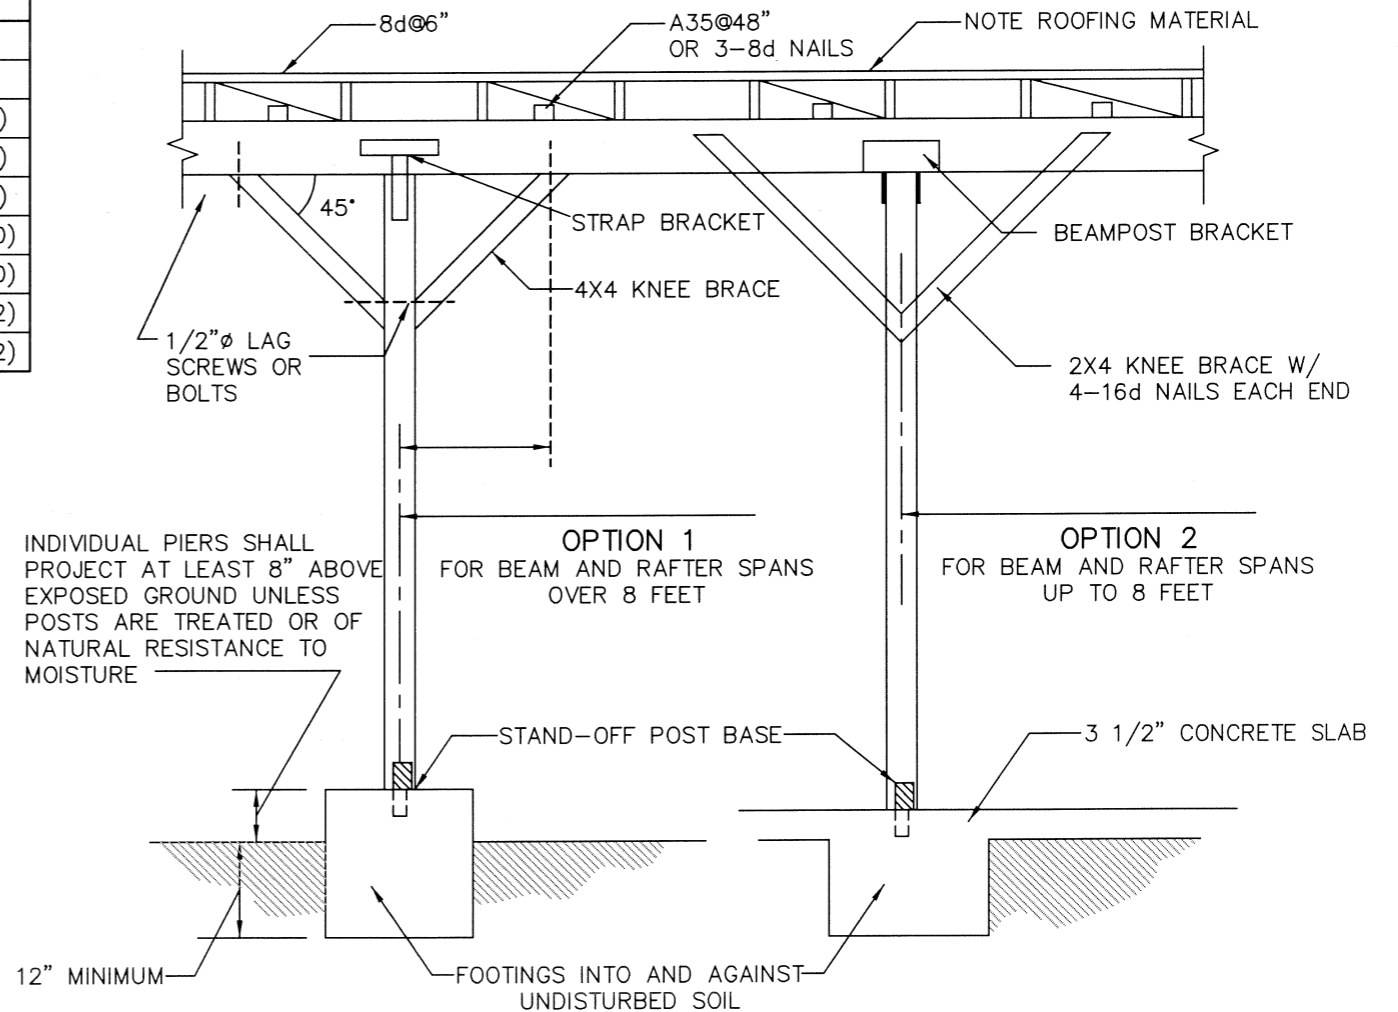 8d@6"
A35@48"
OR 3-8d NAILS
NOTE ROOFING MATERIAL
)
)
)
0)
0)
2)
2)
45°
STRAP BRACKET
BEAMPOST BRACKET
4X4 KNEE BRACE
1/2"ø LAG
SCREWS OR
BOLTS
2X4 KNEE BRACE W/
4-16d NAILS EACH END
INDIVIDUAL PIERS SHALL
PROJECT AT LEAST 8" ABOVE
EXPOSED GROUND UNLESS
POSTS ARE TREATED OR OF
NATURAL RESISTANCE TO
MOISTURE
OPTION 1
FOR BEAM AND RAFTER SPANS
OVER 8 FEET
OPTION 2
FOR BEAM AND RAFTER SPANS
UP TO 8 FEET
STAND-OFF POST BASE
3 1/2" CONCRETE SLAB
12" MINIMUM
FOOTINGS INTO AND AGAINST
UNDISTURBED SOIL